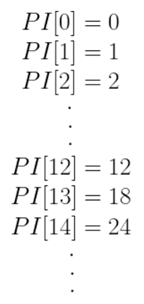 PI[0] = 0
PI[1] = 1
PI[2] = 2
.
.
.
PI[12] = 12
PI[13] = 18
PI[14] = 24
.
.
.